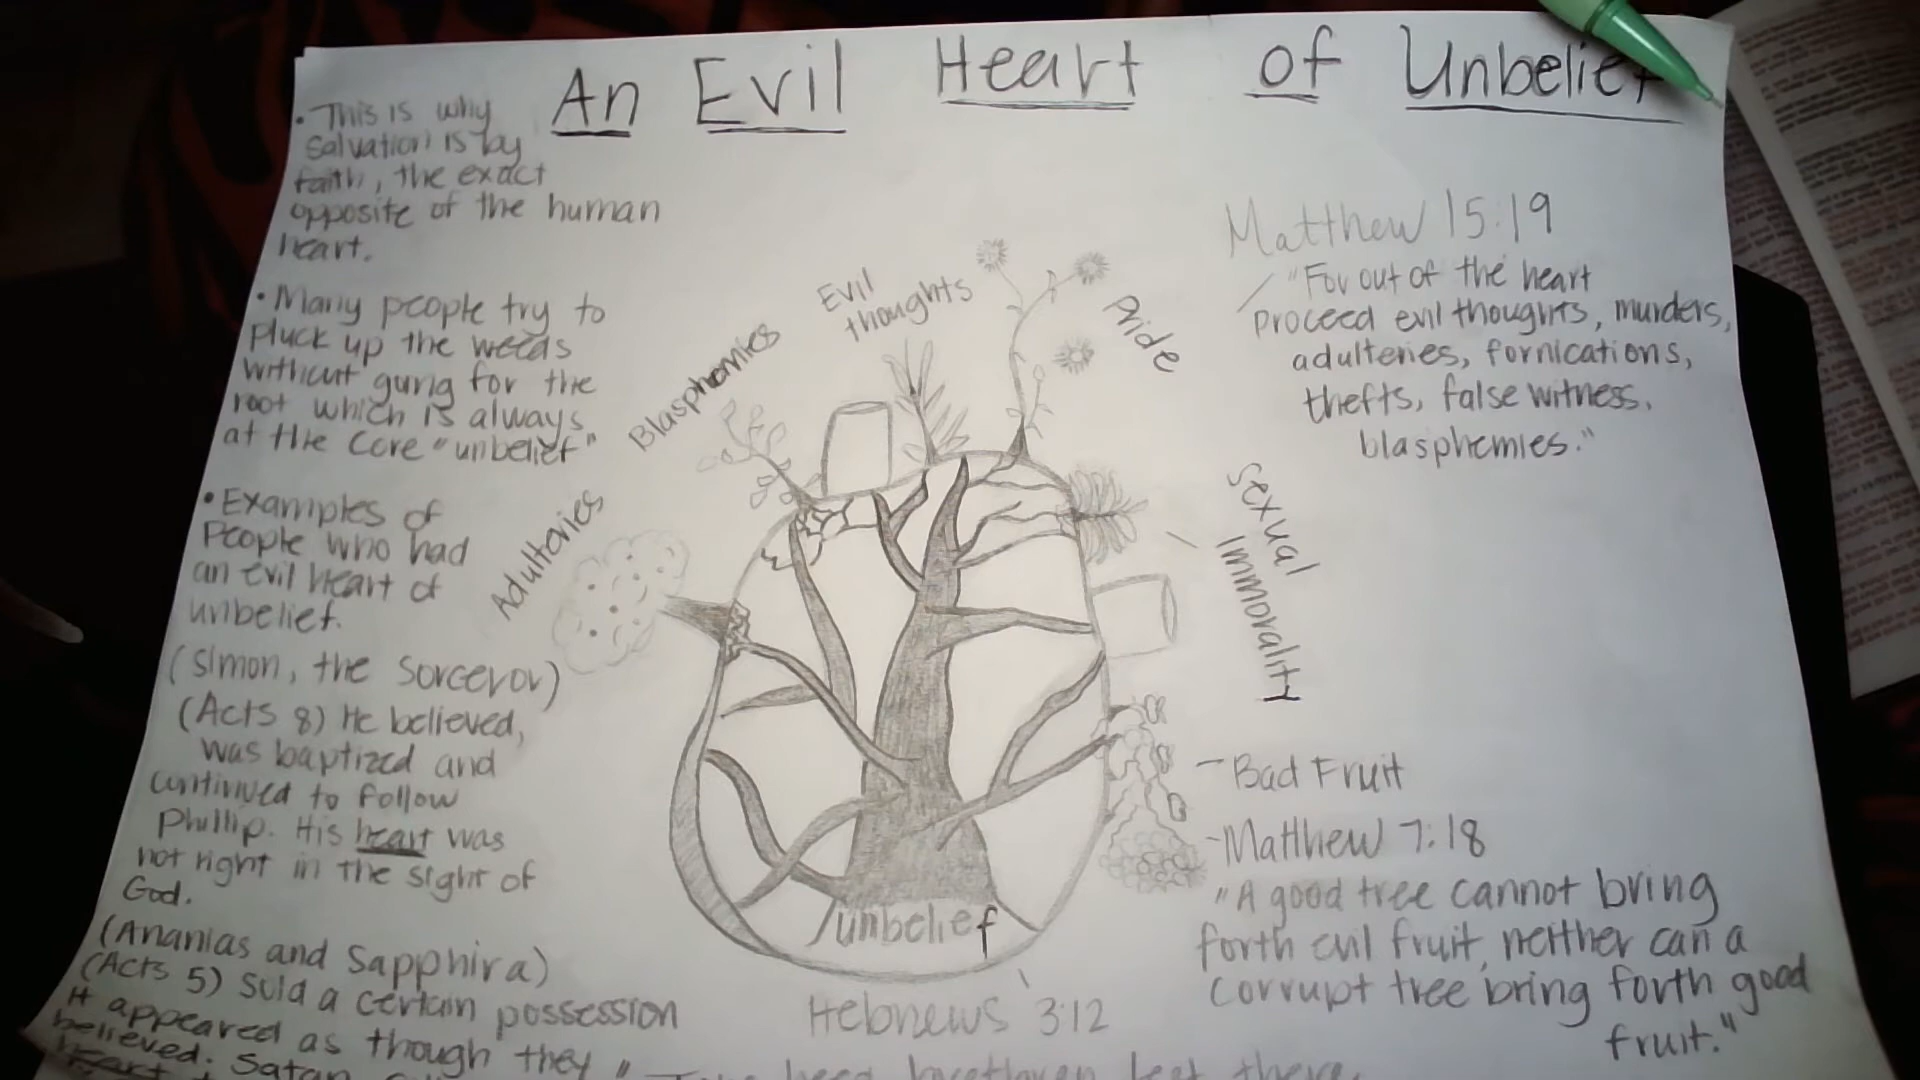 An Evil Heart of Unbelief
• This is why
salvation is by
faith, the exact
opposite of the human
heart.
• Many people try to
pluck up the weeds
without gung for the
root which is always
at the core "unbelief"
• Examples of
People who had
an evil heart of
unbelief.
(Simon, the Sorceror)
(Acts 8) He believed,
was baptized and
continued to follow
Phillip. His heart was
not right in the sight of
God.
(Ananias and Sapphira)
(Acts 5) Sold a certain possession
It appeared as though they
believed. Satan
heart
Adulteries
Blasphemies
Evil
thoughts
Pride
Sexual
Immorality
unbelief
Hebrews 3:12
" Take heed brethren lest there
Matthew 15:19
"For out of the heart
proceed evil thoughts, murders,
adulteries, fornications,
thefts, false witness,
blasphemies."
- Bad Fruit
- Matthew 7:18
"A good tree cannot bring
forth evil fruit, neither can a
corrupt tree bring forth good
fruit."